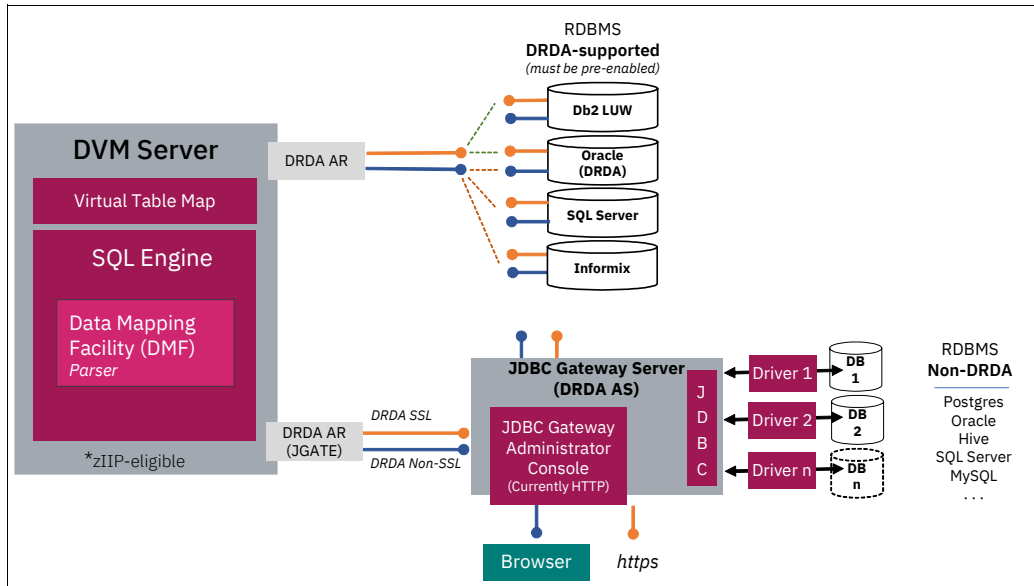 RDBMS
DRDA-supported
(must be pre-enabled)
Db2 LUW
Oracle
(DRDA)
SQL Server
Informix
DVM Server
DRDA AR
Virtual Table Map
SQL Engine
Data Mapping
Facility (DMF)
Parser
*zIIP-eligible
DRDA AR
(JGATE)
DRDA SSL
DRDA Non-SSL
JDBC Gateway Server
(DRDA AS)
JDBC Gateway
Administrator
Console
(Currently HTTP)
J
D
B
C
Driver 1
Driver 2
Driver n
DB
1
DB
2
DB
n
RDBMS
Non-DRDA
Postgres
Oracle
Hive
SQL Server
MySQL
. . .
Browser
https